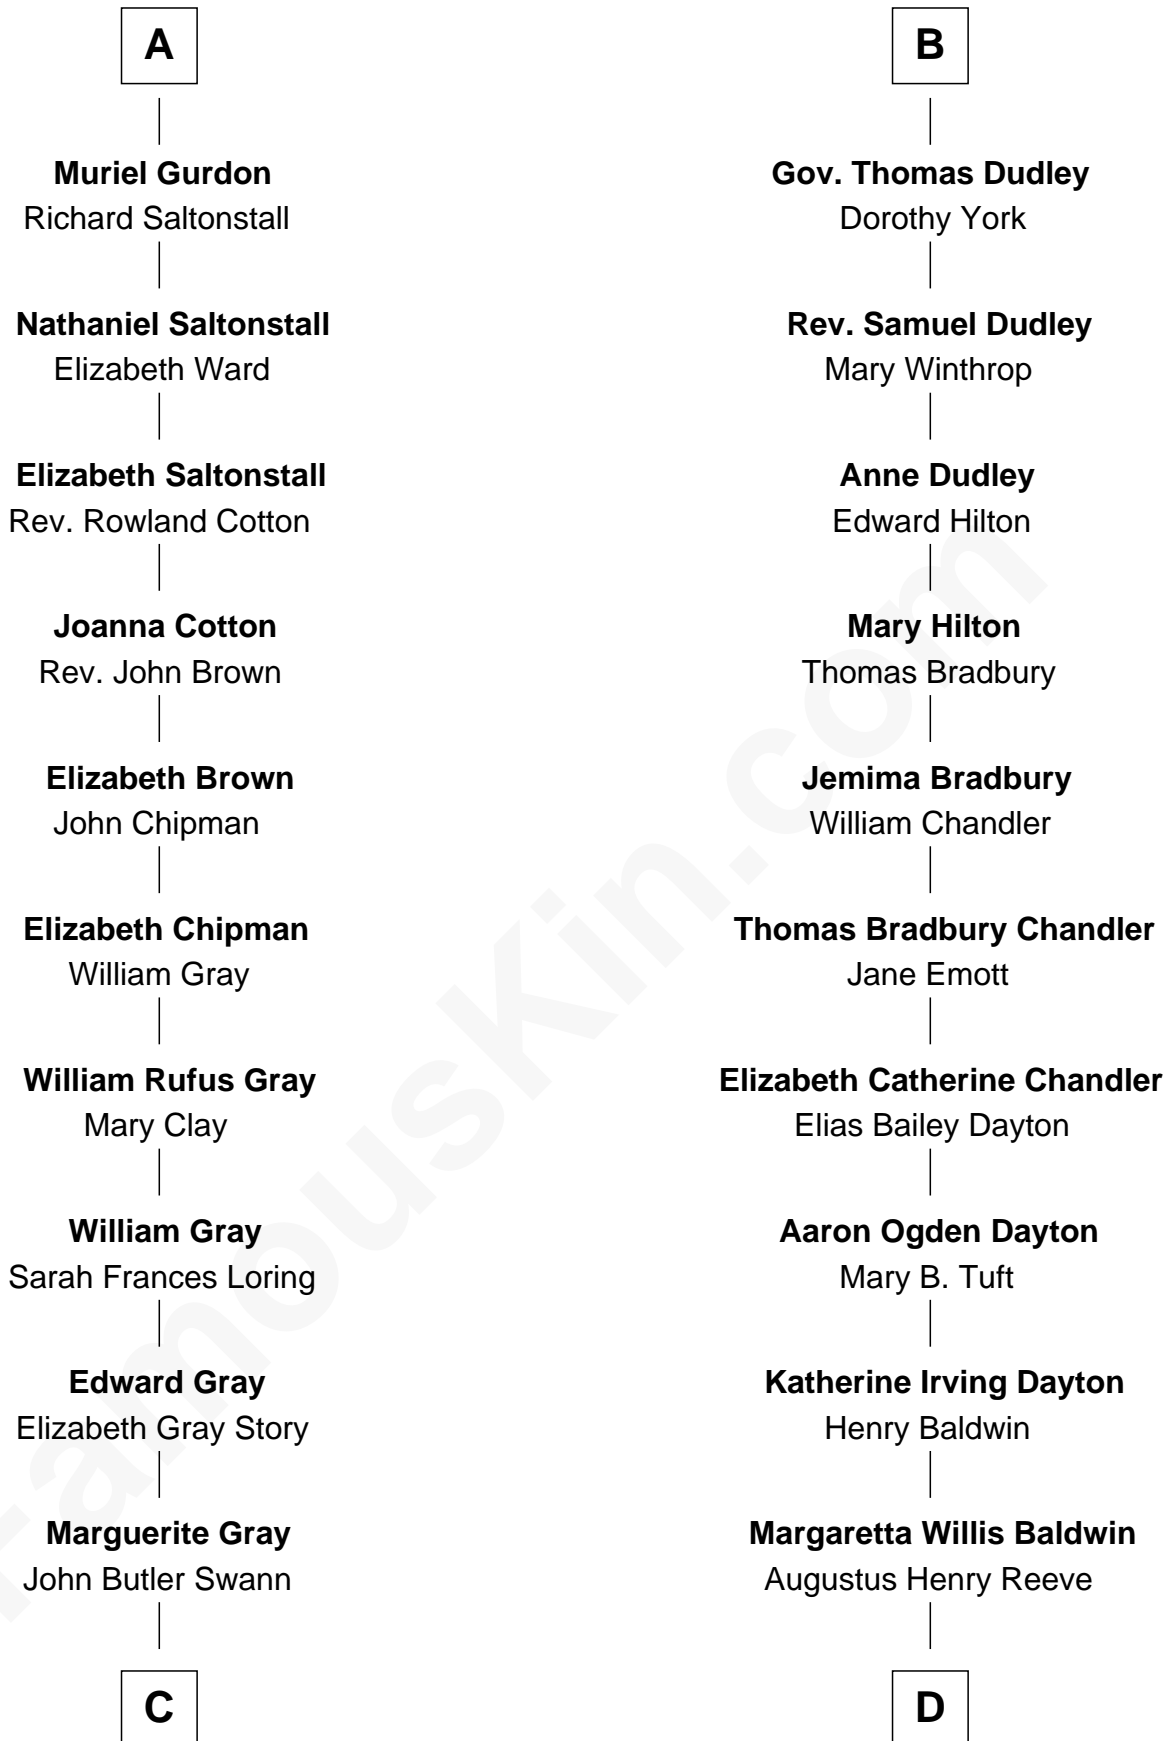 A
Muriel Gurdon
Richard Saltonstall
Nathaniel Saltonstall
Elizabeth Ward
Elizabeth Saltonstall
Rev. Rowland Cotton
Joanna Cotton
Rev. John Brown
Elizabeth Brown
John Chipman
Elizabeth Chipman
William Gray
William Rufus Gray
Mary Clay
William Gray
Sarah Frances Loring
Edward Gray
Elizabeth Gray Story
Marguerite Gray
John Butler Swann
C
B
Gov. Thomas Dudley
Dorothy York
Rev. Samuel Dudley
Mary Winthrop
Anne Dudley
Edward Hilton
Mary Hilton
Thomas Bradbury
Jemima Bradbury
William Chandler
Thomas Bradbury Chandler
Jane Emott
Elizabeth Catherine Chandler
Elias Bailey Dayton
Aaron Ogden Dayton
Mary B. Tuft
Katherine Irving Dayton
Henry Baldwin
Margaretta Willis Baldwin
Augustus Henry Reeve
D
FamousKin.com